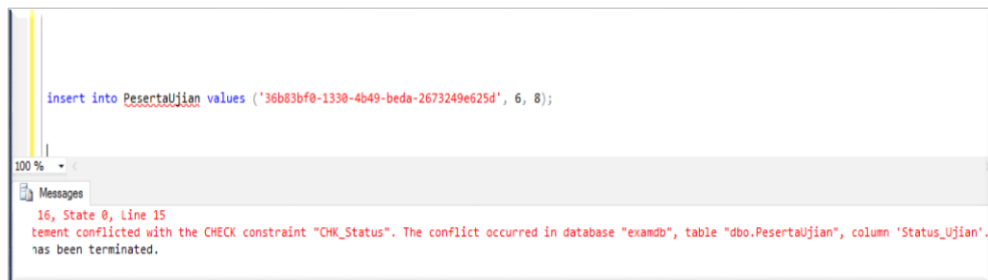 insert into PesertaUjian values ('36b83bf0-1330-4b49-beda-2673249e625d', 6, 8);
100 %
Messages
16, State 0, Line 15
tement conflicted with the CHECK constraint "CHK_Status". The conflict occurred in database "examdb", table "dbo.PesertaUjian", column 'Status_Ujian'.
has been terminated.